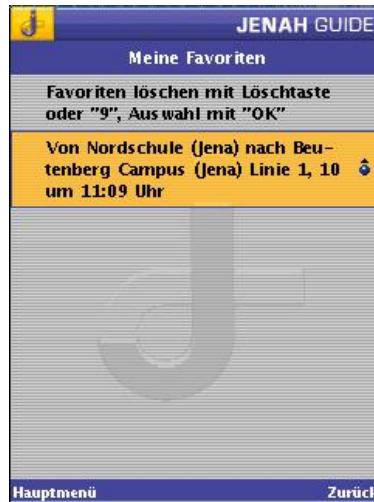 JENAH GUIDE
Meine Favoriten
Favoriten löschen mit Löschtaste
oder "9", Auswahl mit "OK"
Von Nordschule (Jena) nach Beu-
tenberg Campus (Jena) Linie 1, 10
um 11:09 Uhr
Hauptmenü Zurück